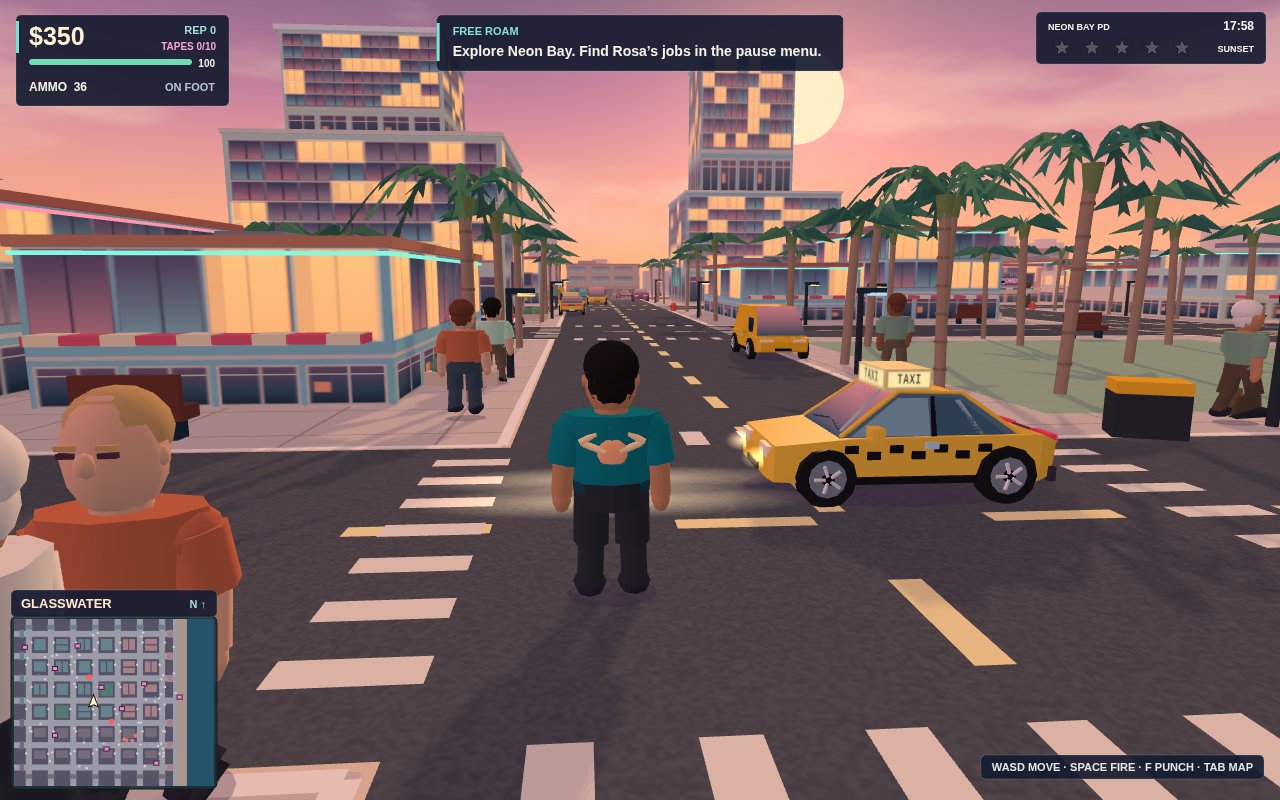 $350
REP 0
TAPES 0/10
100
AMMO 36
ON FOOT
FREE ROAM
Explore Neon Bay. Find Rosa's jobs in the pause menu.
NEON BAY PD
17:58
SUNSET
TAXI
TAXI
GLASSWATER
N ↑
WASD MOVE · SPACE FIRE · F PUNCH · TAB MAP